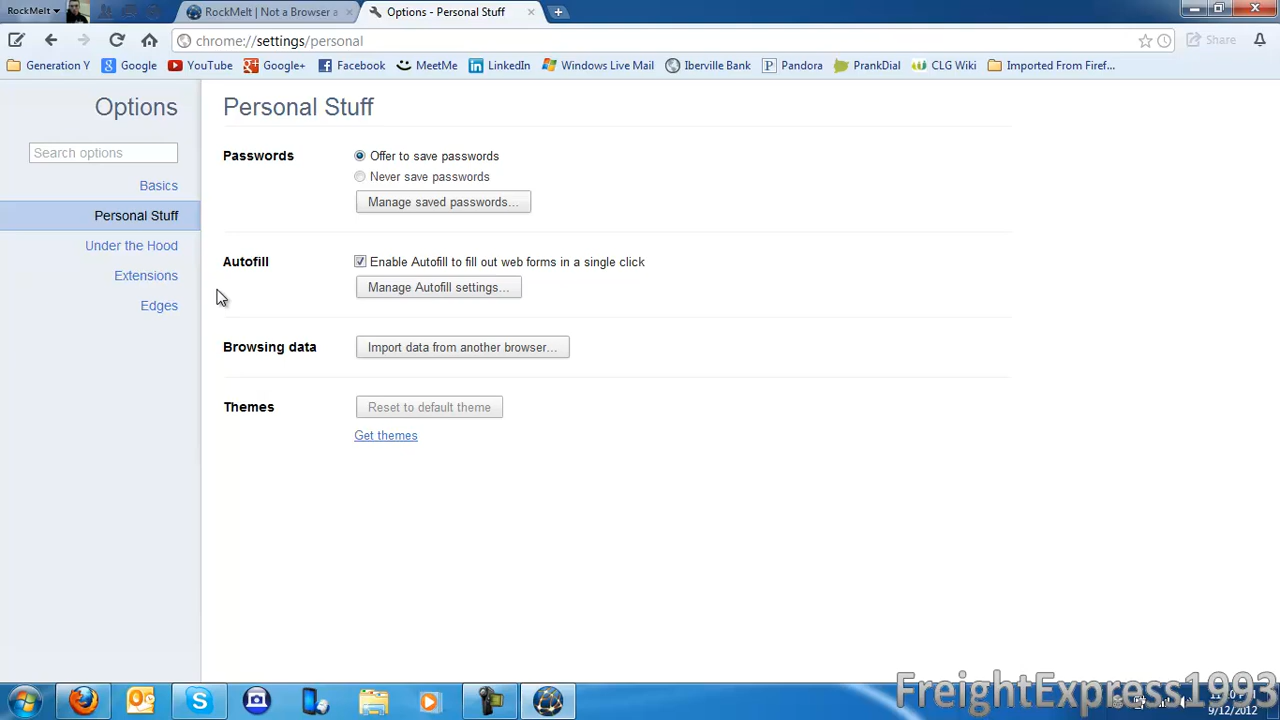 RockMelt
RockMelt | Not a Browser a
Options - Personal Stuff
chrome://settings/personal
Share
Generation Y
Google
YouTube
Google+
Facebook
MeetMe
LinkedIn
Windows Live Mail
Iberville Bank
Pandora
PrankDial
CLG Wiki
Imported From Firef...
Options
Search options
Basics
Personal Stuff
Under the Hood
Extensions
Edges
Personal Stuff
Passwords
Offer to save passwords
Never save passwords
Manage saved passwords...
Autofill
Enable Autofill to fill out web forms in a single click
Manage Autofill settings...
Browsing data
Import data from another browser...
Themes
Reset to default theme
Get themes
FreightExpress1993
9/12/2012